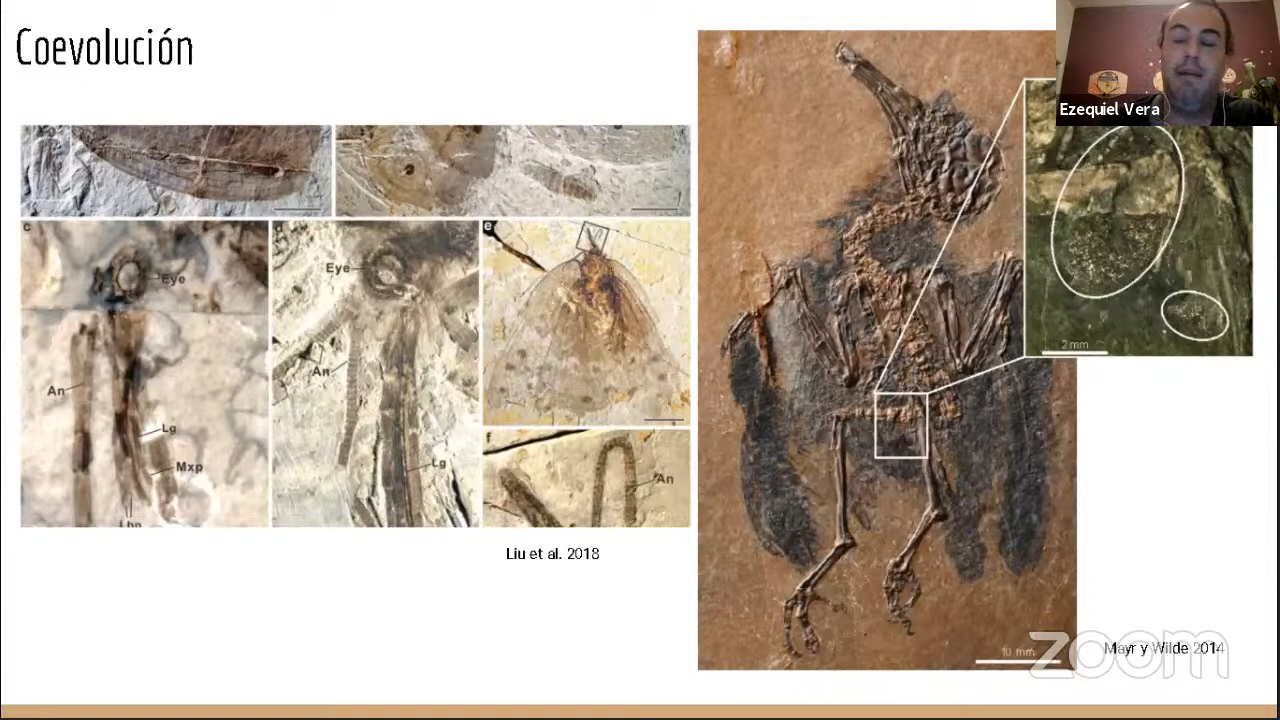 Coevolución
Ezequiel Vera
c
Eye
An
Lg
Mxp
Lbp
Eye
An
Lg
e
f
An
Liu et al. 2018
2 mm
10 mm
Mayr y Wilde 2014
zoom